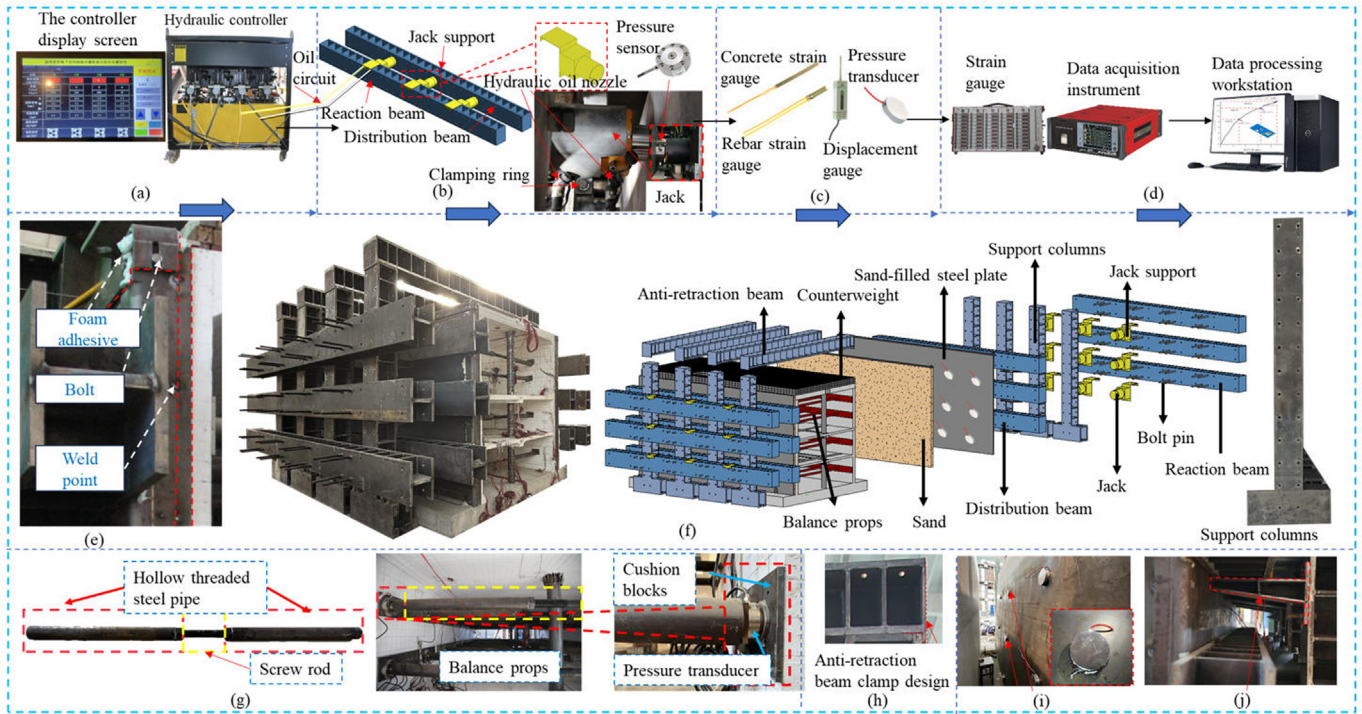 The controller
display screen
Hydraulic controller
Oil
circuit
(a)
Jack support
Pressure
sensor
Hydraulic oil nozzle
Reaction beam
Distribution beam
Clamping ring
(b)
Jack
Concrete strain
gauge
Pressure
transducer
Rebar strain
gauge
Displacement
gauge
(c)
Strain
gauge
Data acquisition
instrument
Data processing
workstation
(d)
Foam
adhesive
Bolt
Weld
point
(e)
Anti-retraction beam
Sand-filled steel plate
Counterweight
Support columns
Jack support
Bolt pin
Reaction beam
Jack
Distribution beam
Sand
Balance props
(f)
Support columns
Hollow threaded
steel pipe
Screw rod
(g)
Balance props
Cushion
blocks
Pressure transducer
Anti-retraction
beam clamp design
(h)
(i)
(j)